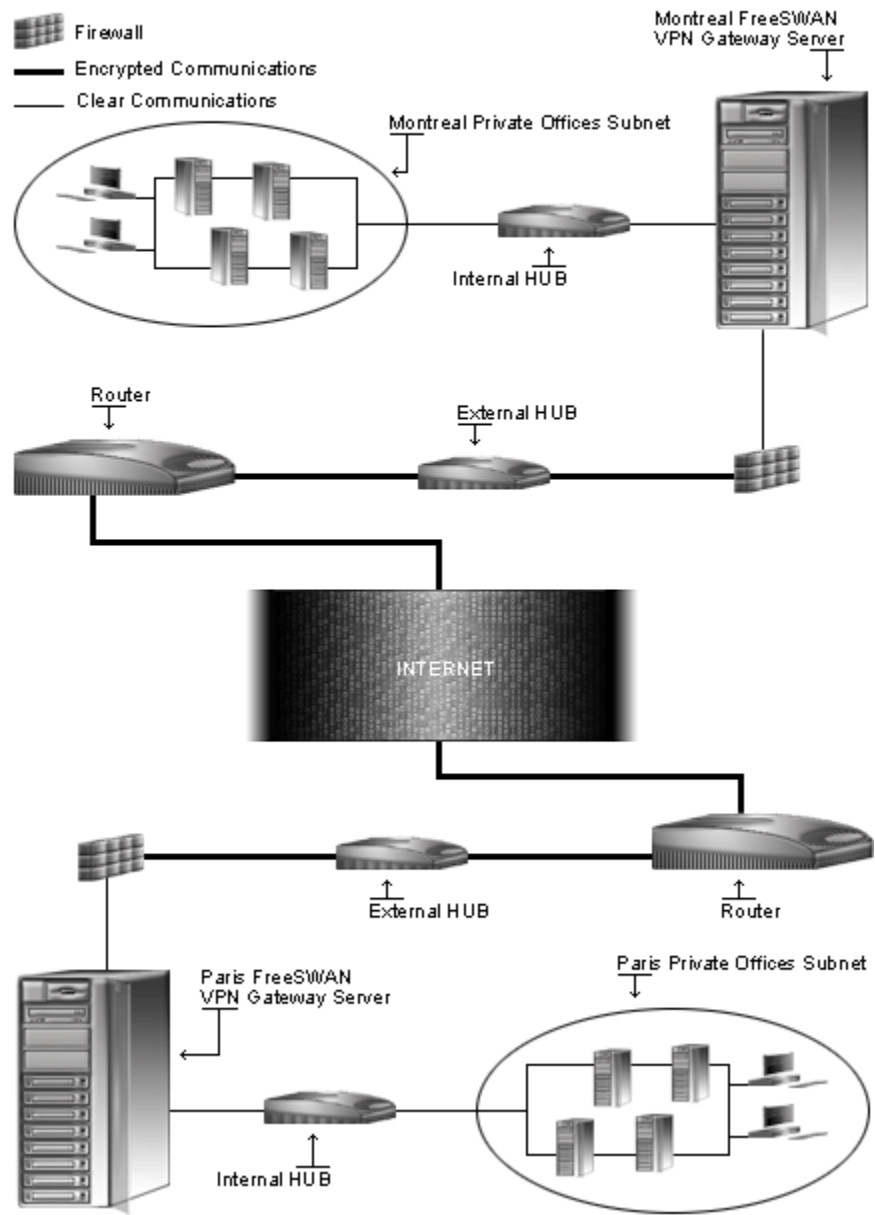 Firewall
Encrypted Communications
Clear Communications
Montreal FreeSWAN
VPN Gateway Server
Montreal Private Offices Subnet
Internal HUB
Router
External HUB
INTERNET
External HUB
Router
Paris FreeSWAN
VPN Gateway Server
Paris Private Offices Subnet
Internal HUB